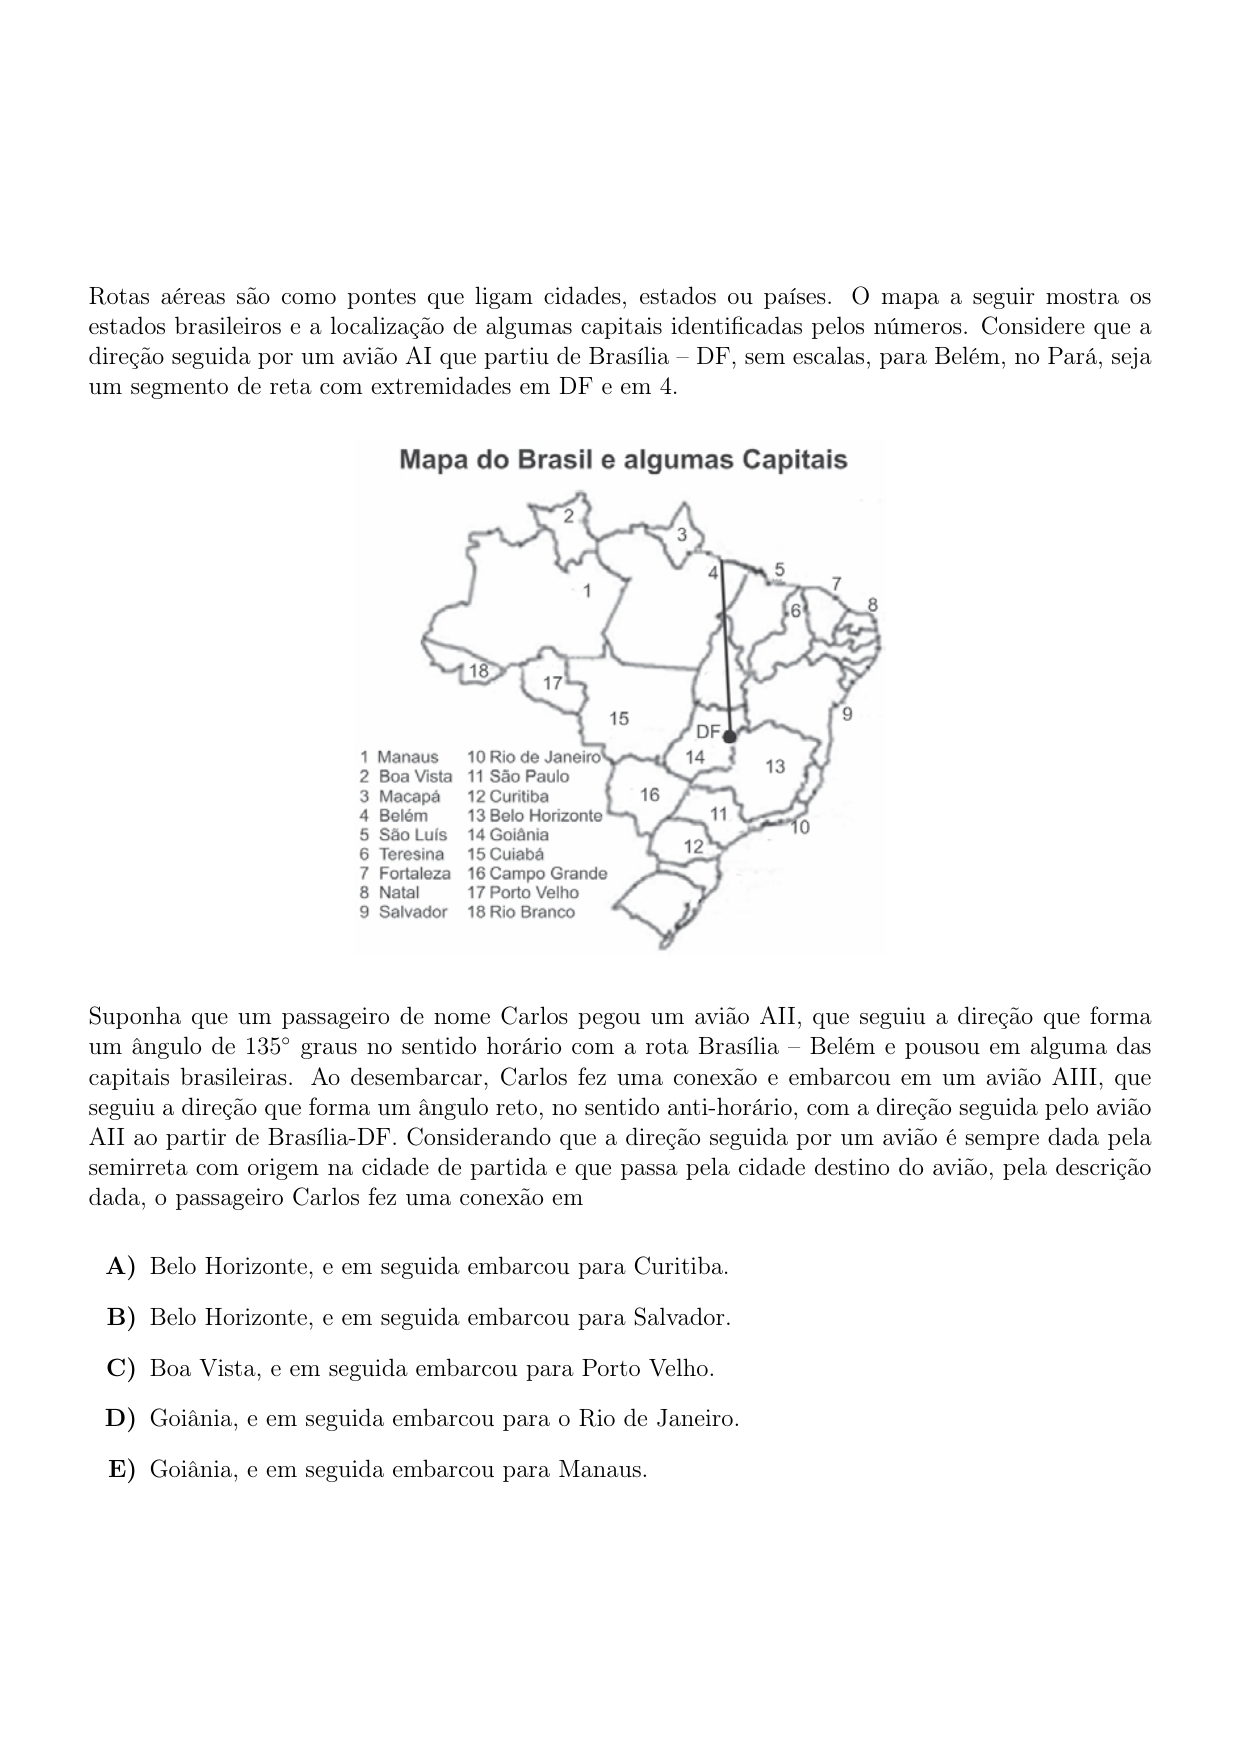 Rotas aéreas são como pontes que ligam cidades, estados ou países. O mapa a seguir mostra os
estados brasileiros e a localização de algumas capitais identificadas pelos números. Considere que a
direção seguida por um avião AI que partiu de Brasília – DF, sem escalas, para Belém, no Pará, seja
um segmento de reta com extremidades em DF e em 4.
Mapa do Brasil e algumas Capitais
2
3
4
5
1
7
6
8
18
17
9
15
DF
14
13
16
11
10
12
1 Manaus 10 Rio de Janeiro
2 Boa Vista 11 São Paulo
3 Macapá 12 Curitiba
4 Belém 13 Belo Horizonte
5 São Luís 14 Goiânia
6 Teresina 15 Cuiabá
7 Fortaleza 16 Campo Grande
8 Natal 17 Porto Velho
9 Salvador 18 Rio Branco
Suponha que um passageiro de nome Carlos pegou um avião AII, que seguiu a direção que forma
um ângulo de 135° graus no sentido horário com a rota Brasília – Belém e pousou em alguma das
capitais brasileiras. Ao desembarcar, Carlos fez uma conexão e embarcou em um avião AIII, que
seguiu a direção que forma um ângulo reto, no sentido anti-horário, com a direção seguida pelo avião
AII ao partir de Brasília-DF. Considerando que a direção seguida por um avião é sempre dada pela
semirreta com origem na cidade de partida e que passa pela cidade destino do avião, pela descrição
dada, o passageiro Carlos fez uma conexão em
A) Belo Horizonte, e em seguida embarcou para Curitiba.
B) Belo Horizonte, e em seguida embarcou para Salvador.
C) Boa Vista, e em seguida embarcou para Porto Velho.
D) Goiânia, e em seguida embarcou para o Rio de Janeiro.
E) Goiânia, e em seguida embarcou para Manaus.